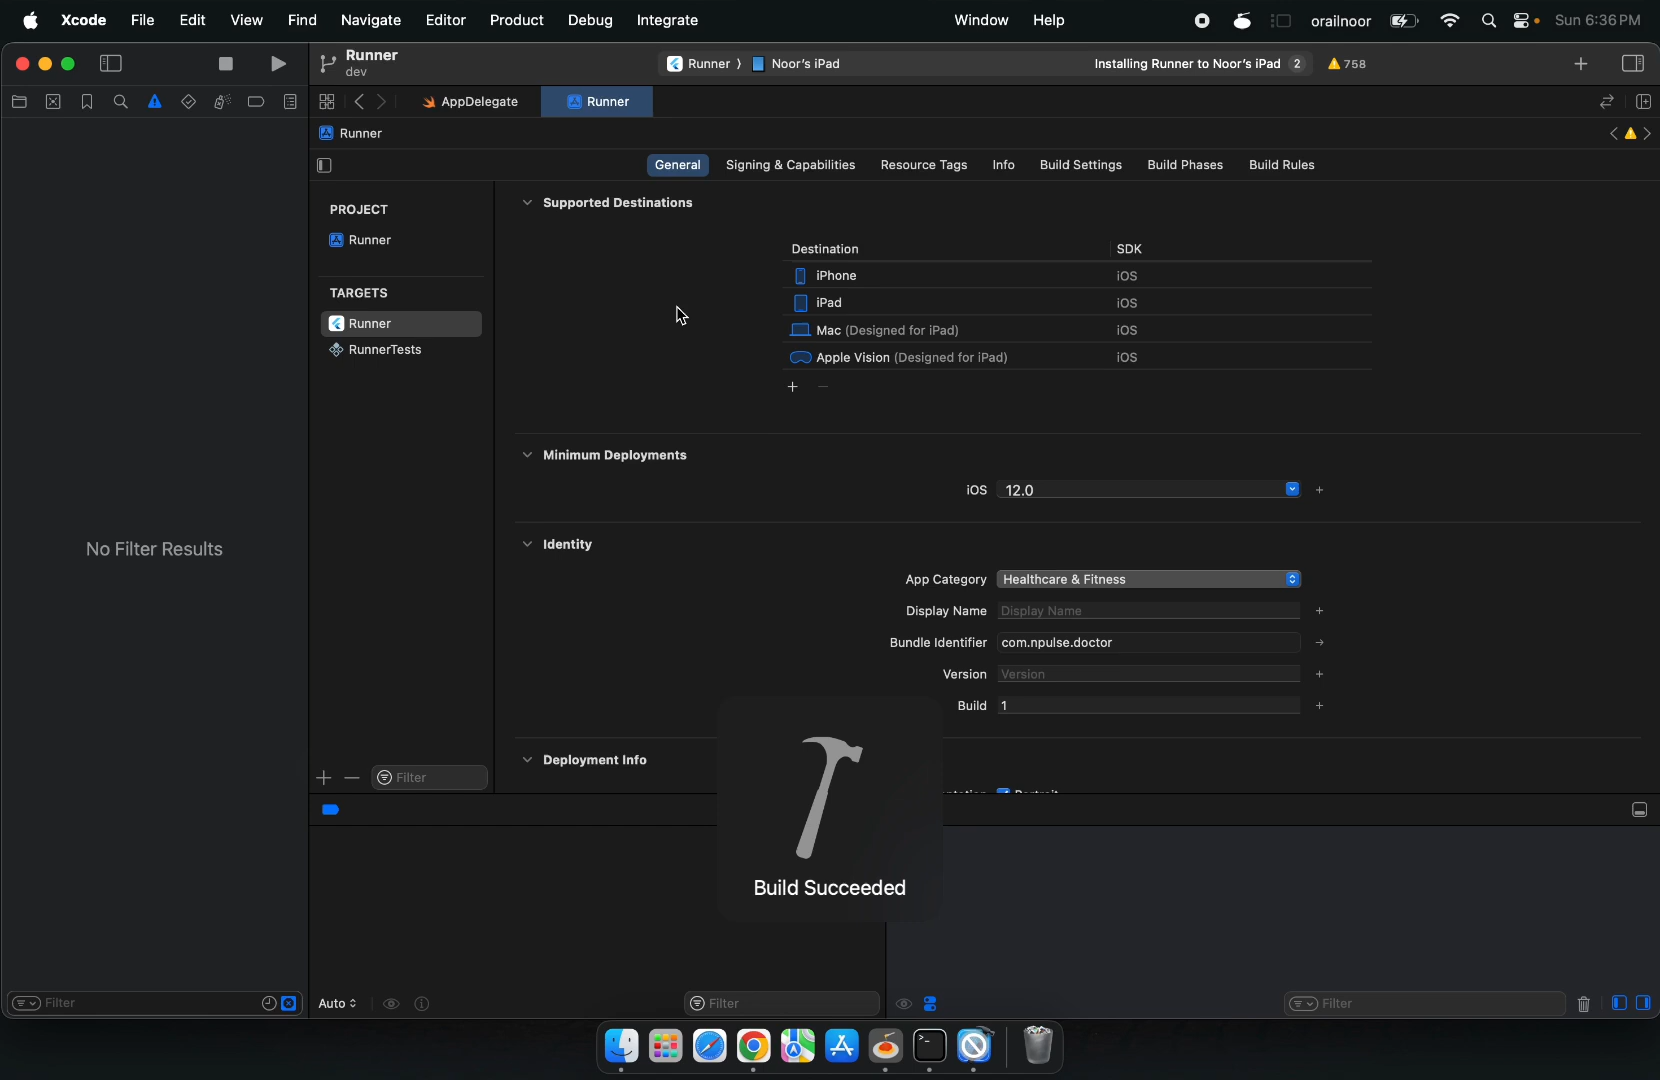 Xcode File Edit View Find Navigate Editor Product Debug Integrate Window Help orailnoor Sun 6:36 PM
Runner
dev
Runner ⟩ Noor's iPad Installing Runner to Noor's iPad 2 758
AppDelegate Runner
Runner
General Signing & Capabilities Resource Tags Info Build Settings Build Phases Build Rules
PROJECT
Runner
TARGETS
Runner
RunnerTests
Supported Destinations
Destination SDK
iPhone iOS
iPad iOS
Mac (Designed for iPad) iOS
Apple Vision (Designed for iPad) iOS
Minimum Deployments
iOS 12.0
Identity
App Category Healthcare & Fitness
Display Name Display Name
Bundle Identifier com.npulse.doctor
Version Version
Build 1
Deployment Info
No Filter Results
Filter
Build Succeeded
Filter
Auto Filter Filter